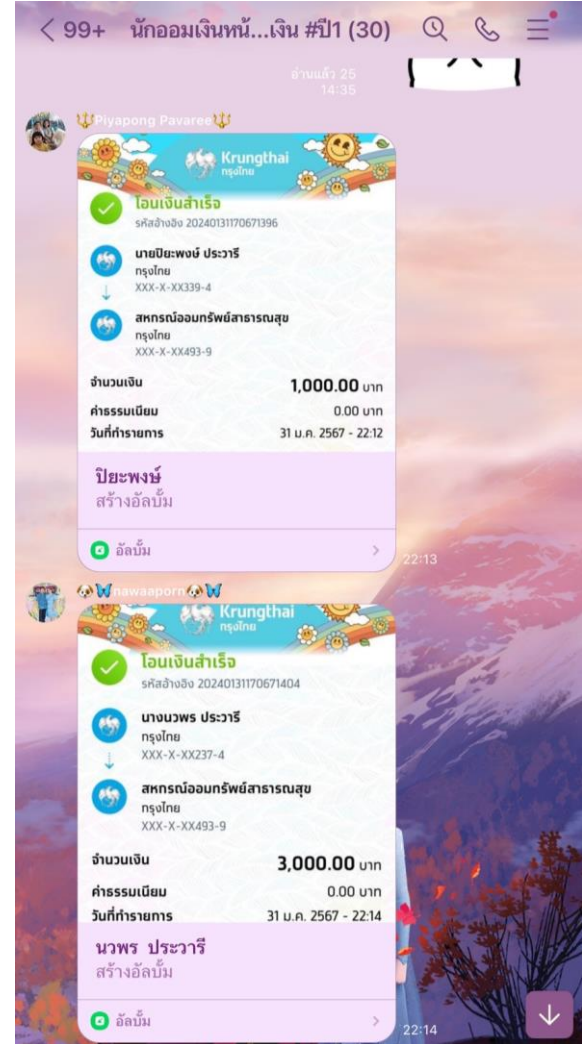 99+ นักออมเงินหน้...เงิน #ปี1 (30)
อ่านแล้ว 25
14:35
🔱Piyapong Pavaree🔱
Krungthai
กรุงไทย
โอนเงินสำเร็จ
รหัสอ้างอิง 20240131170671396
นายปิยะพงษ์ ประวารี
กรุงไทย
XXX-X-XX339-4
สหกรณ์ออมทรัพย์สาธารณสุข
กรุงไทย
XXX-X-XX493-9
จำนวนเงิน 1,000.00 บาท
ค่าธรรมเนียม 0.00 บาท
วันที่ทำรายการ 31 ม.ค. 2567 - 22:12
ปิยะพงษ์
สร้างอัลบั้ม
อัลบั้ม
22:13
🐶🦋nawaaporn🐶🦋
Krungthai
กรุงไทย
โอนเงินสำเร็จ
รหัสอ้างอิง 20240131170671404
นางนวพร ประวารี
กรุงไทย
XXX-X-XX237-4
สหกรณ์ออมทรัพย์สาธารณสุข
กรุงไทย
XXX-X-XX493-9
จำนวนเงิน 3,000.00 บาท
ค่าธรรมเนียม 0.00 บาท
วันที่ทำรายการ 31 ม.ค. 2567 - 22:14
นวพร ประวารี
สร้างอัลบั้ม
อัลบั้ม
22:14